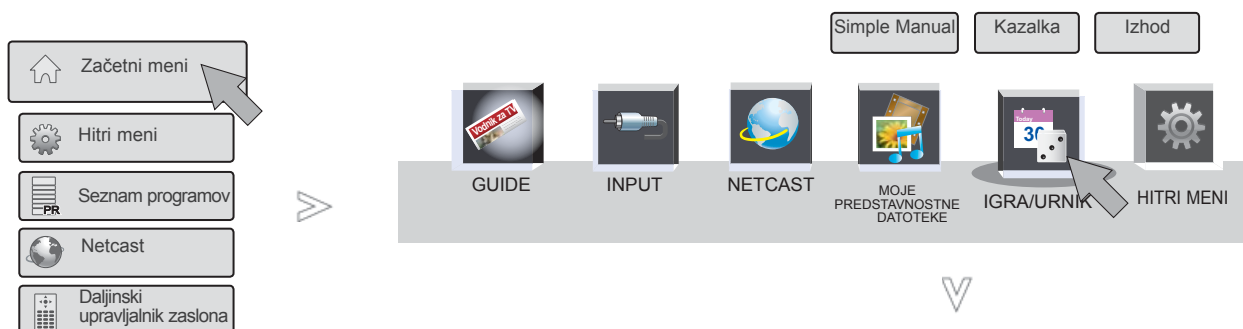 Simple Manual
Kazalka
Izhod
Začetni meni
Hitri meni
PR
Seznam programov
Netcast
Daljinski
upravljalnik zaslona
Vodnik za TV
GUIDE
INPUT
NETCAST
MOJE
PREDSTAVNOSTNE
DATOTEKE
Today
30
IGRA/URNIK
HITRI MENI